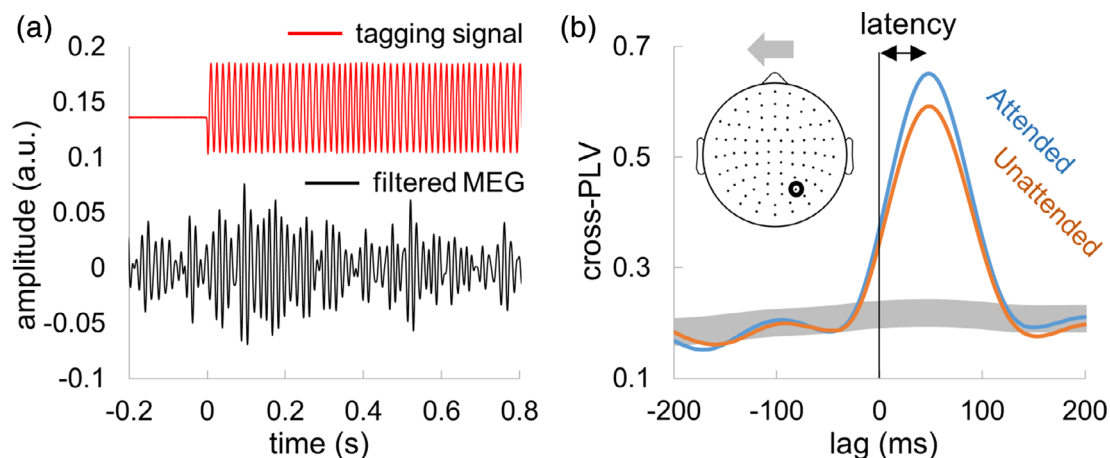 (a)
0.2
0.15
0.1
0.05
0
-0.05
-0.1
amplitude (a.u.)
tagging signal
filtered MEG
-0.2 0 0.2 0.4 0.6 0.8
time (s)
(b)
latency
0.7
0.5
0.3
0.1
cross-PLV
Attended
Unattended
-200 -100 0 100 200
lag (ms)